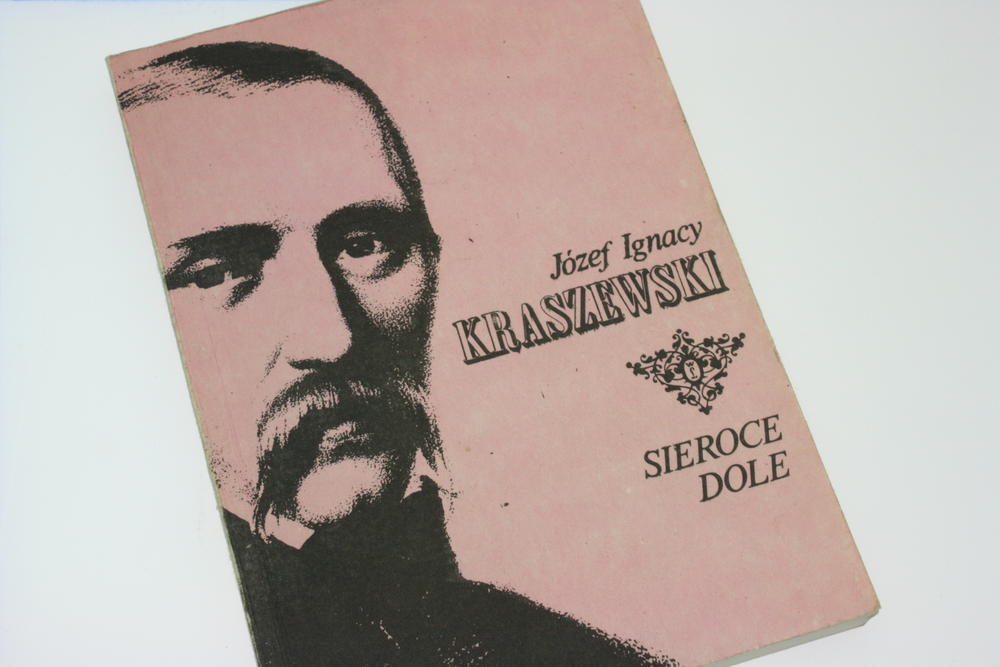 Józef Ignacy
KRASZEWSKI
SIEROCE
DOLE